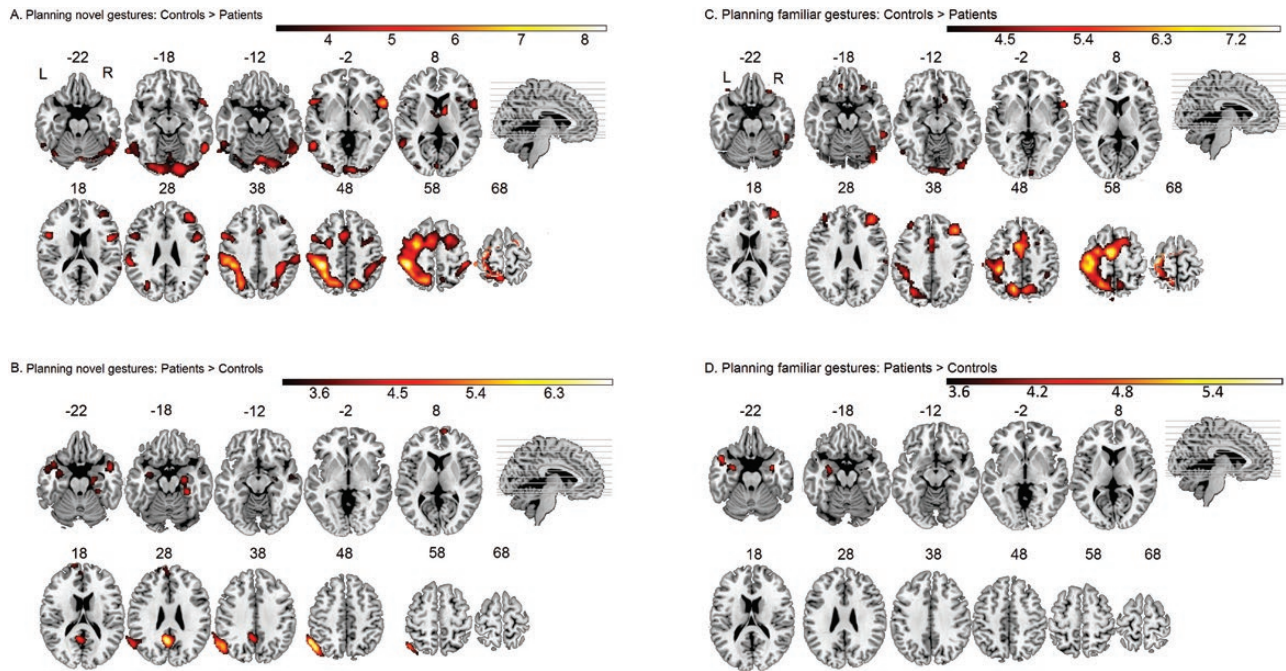 A. Planning novel gestures: Controls > Patients
4 5 6 7 8
-22 -18 -12 -2 8
L R
18 28 38 48 58 68
C. Planning familiar gestures: Controls > Patients
4.5 5.4 6.3 7.2
-22 -18 -12 -2 8
L R
18 28 38 48 58 68
B. Planning novel gestures: Patients > Controls
3.6 4.5 5.4 6.3
-22 -18 -12 -2 8
18 28 38 48 58 68
D. Planning familiar gestures: Patients > Controls
3.6 4.2 4.8 5.4
-22 -18 -12 -2 8
18 28 38 48 58 68